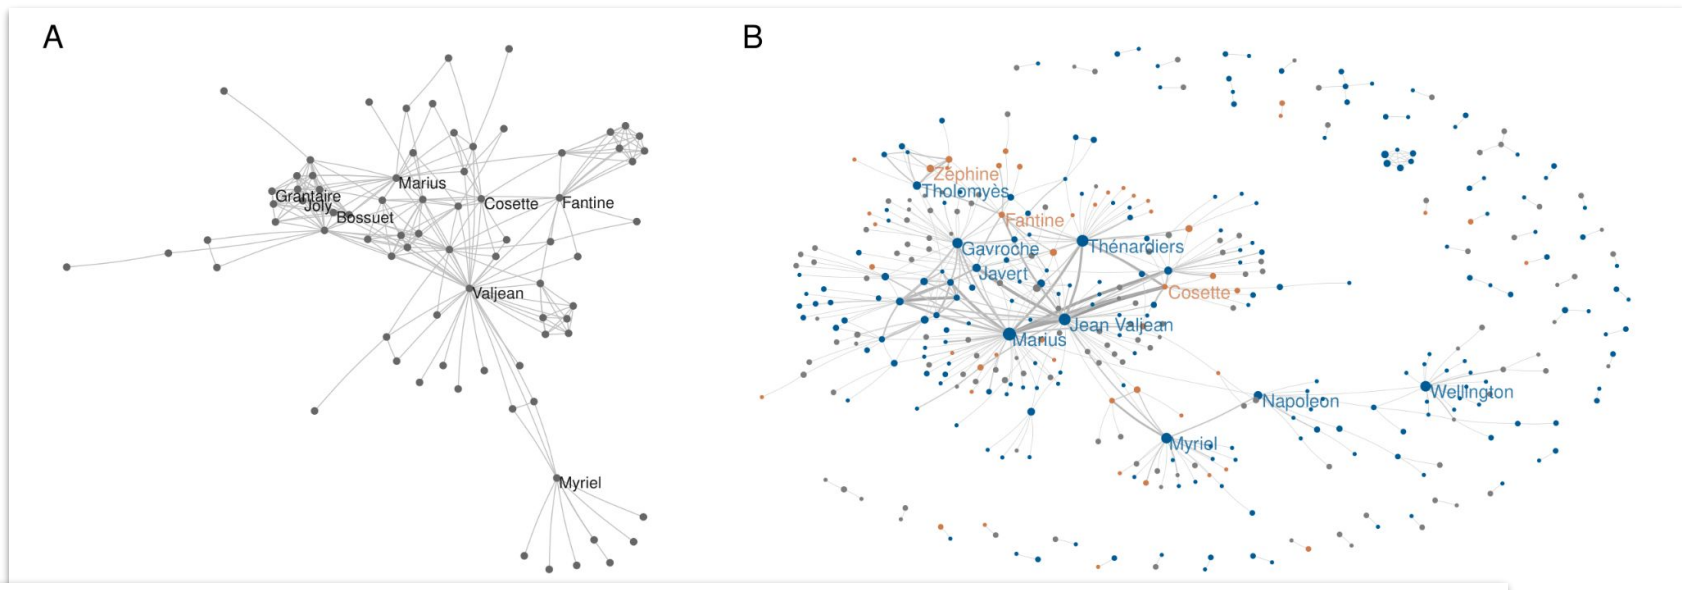 A
B
Marius
Grantaire
Joly
Bossuet
Cosette
Fantine
Valjean
Myriel
Zéphine
Tholomyès
Fantine
Gavroche
Thénardiers
Javert
Cosette
Jean Valjean
Marius
Napoleon
Wellington
Myriel